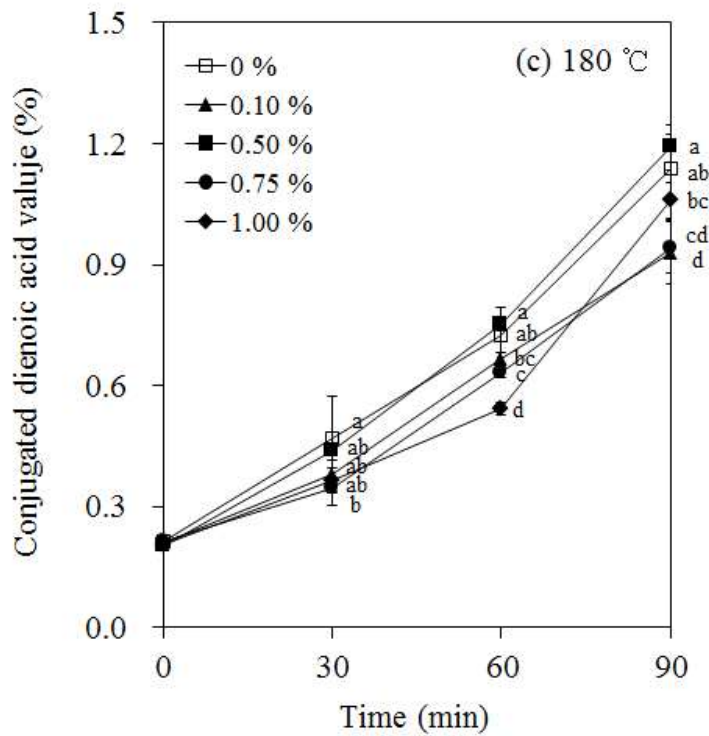 1.5
(c) 180 ℃
0 %
0.10 %
0.50 %
0.75 %
1.00 %
1.2
0.9
0.6
0.3
0.0
a
ab
bc
cd
d
a
ab
bc
c
d
a
ab
ab
ab
b
0
30
60
90
Time (min)
Conjugated dienoic acid valuje (%)